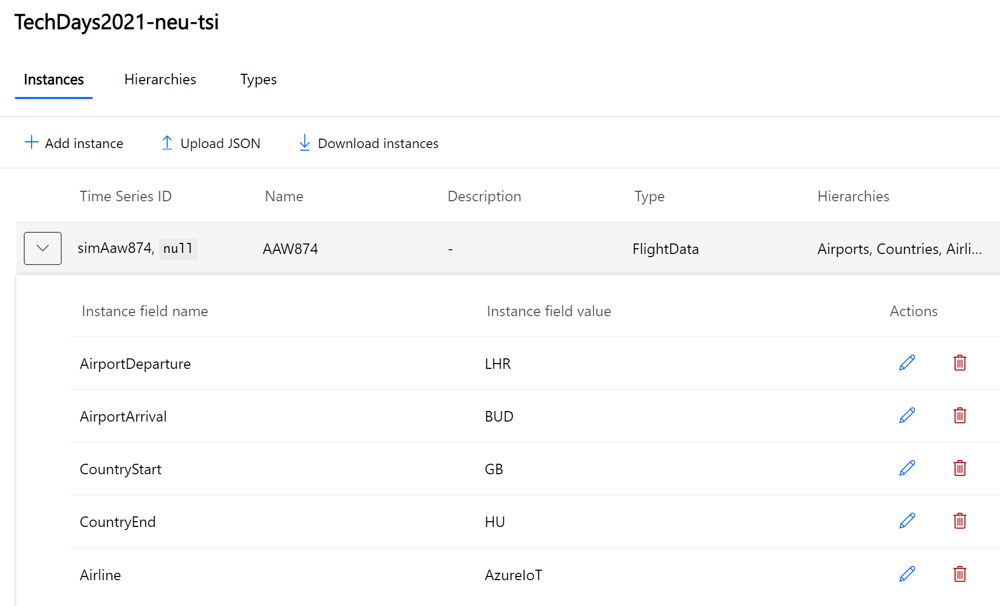 TechDays2021-neu-tsi
Instances Hierarchies Types
Add instance Upload JSON Download instances
Time Series ID Name Description Type Hierarchies
simAaw874, null AAW874 - FlightData Airports, Countries, Airli...
Instance field name Instance field value Actions
AirportDeparture LHR
AirportArrival BUD
CountryStart GB
CountryEnd HU
Airline AzureIoT